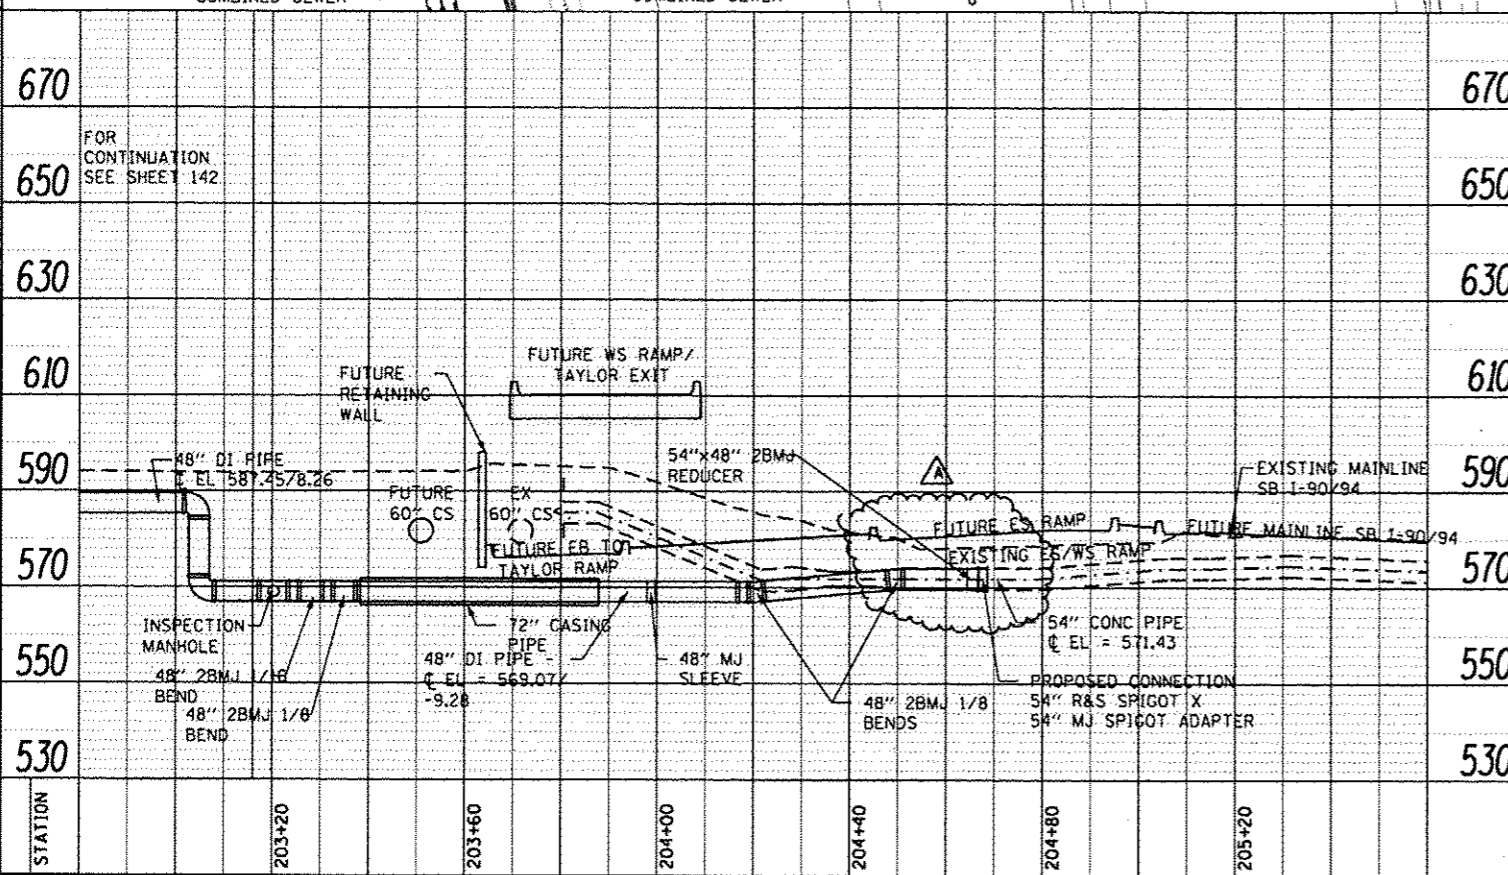 COMBINED SEWER
COMBINED SEWER
670
670
FOR
CONTINUATION
SEE SHEET 142
650
650
630
630
610
610
FUTURE
RETAINING
WALL
FUTURE WS RAMP/
TAYLOR EXIT
590
590
48" DI PIPE
℄ EL 587.45/8.26
FUTURE
60" CS
EX
60" CS
54"x48" 2BMJ
REDUCER
A
EXISTING MAINLINE
SB I-90/94
FUTURE ES RAMP
FUTURE MAINLINE SB I-90/94
FUTURE EB TO
TAYLOR RAMP
EXISTING ES/WS RAMP
570
570
INSPECTION
MANHOLE
72" CASING
PIPE
54" CONC PIPE
℄ EL = 571.43
48" 2BMJ 1/16
BEND
48" 2BMJ 1/8
BEND
48" DI PIPE -
℄ EL = 569.07/
-9.28
48" MJ
SLEEVE
550
550
48" 2BMJ 1/8
BENDS
PROPOSED CONNECTION
54" R&S SPIGOT X
54" MJ SPIGOT ADAPTER
530
530
STATION
203+20
203+60
204+00
204+40
204+80
205+20